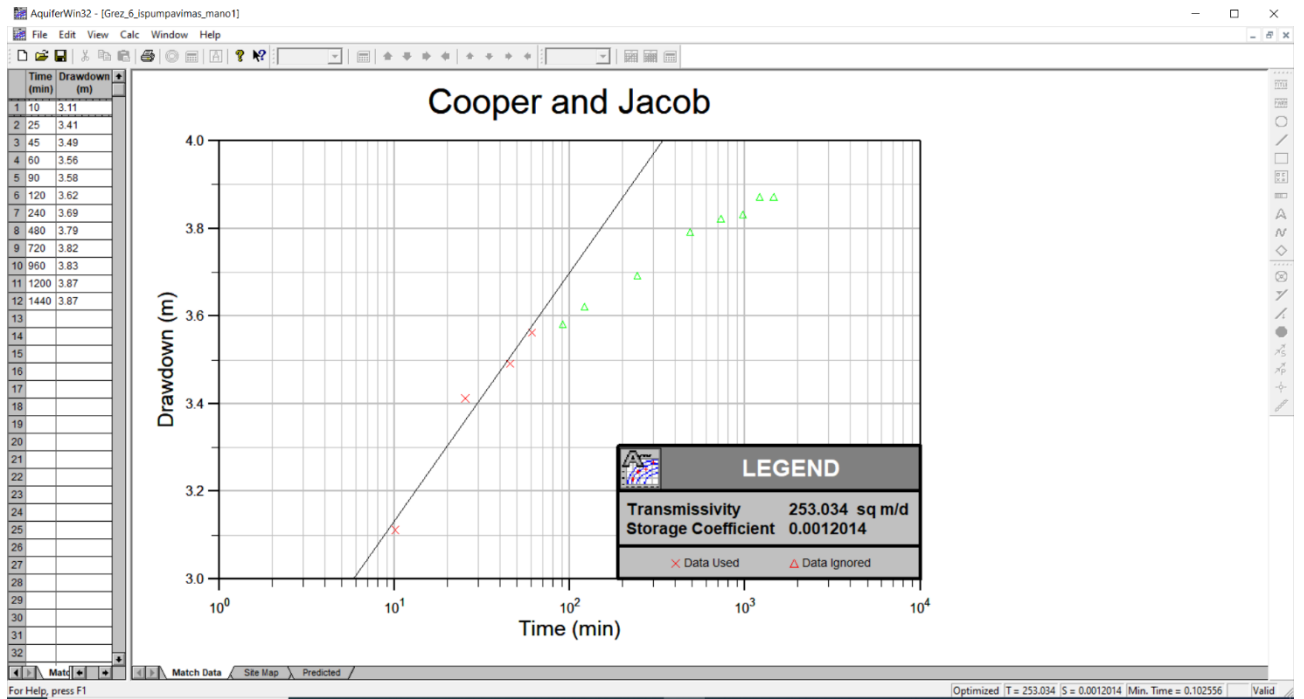 AquiferWin32 - [Grez_6_ispumpavimas_mano1]
File Edit View Calc Window Help
Time (min) Drawdown (m)
1 10 3.11
2 25 3.41
3 45 3.49
4 60 3.56
5 90 3.58
6 120 3.62
7 240 3.69
8 480 3.79
9 720 3.82
10 960 3.83
11 1200 3.87
12 1440 3.87
13
14
15
16
17
18
19
20
21
22
23
24
25
26
27
28
29
30
31
32
Cooper and Jacob
Drawdown (m)
4.0
3.8
3.6
3.4
3.2
3.0
10^0 10^1 10^2 10^3 10^4
Time (min)
LEGEND
Transmissivity 253.034 sq m/d
Storage Coefficient 0.0012014
Data Used Data Ignored
Match Data Site Map Predicted
For Help, press F1
Optimized T = 253.034 S = 0.0012014 Min. Time = 0.102556 Valid